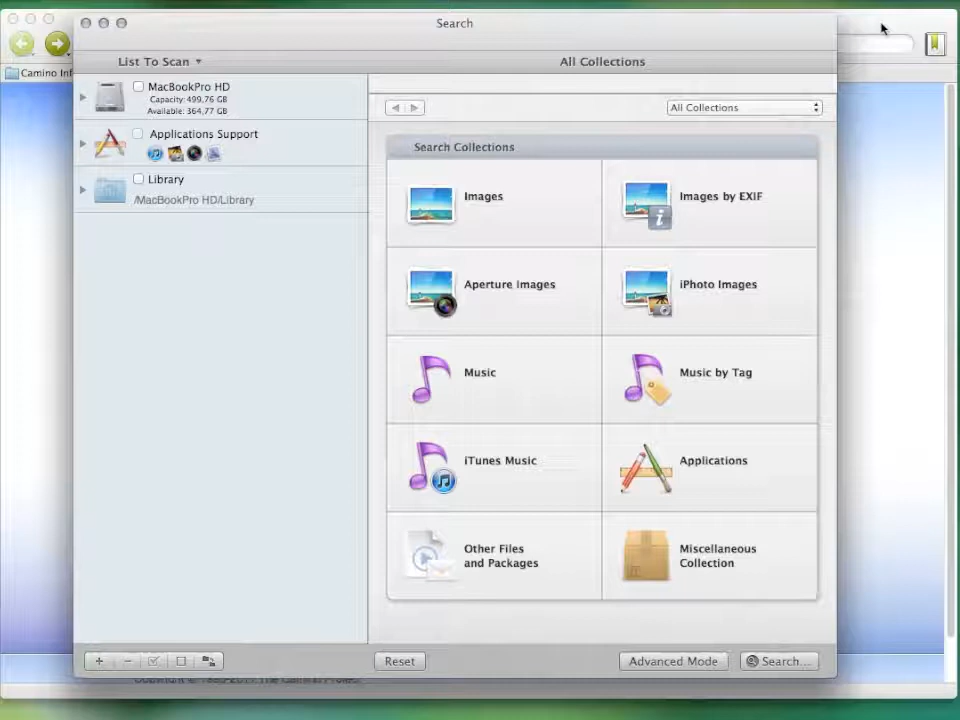 Search
Camino Inf
List To Scan
All Collections
MacBookPro HD
Capacity: 499,76 GB
Available: 364,77 GB
All Collections
Applications Support
Search Collections
Library
/MacBookPro HD/Library
Images
Images by EXIF
Aperture Images
iPhoto Images
Music
Music by Tag
iTunes Music
Applications
Other Files
and Packages
Miscellaneous
Collection
Reset
Advanced Mode
Search...